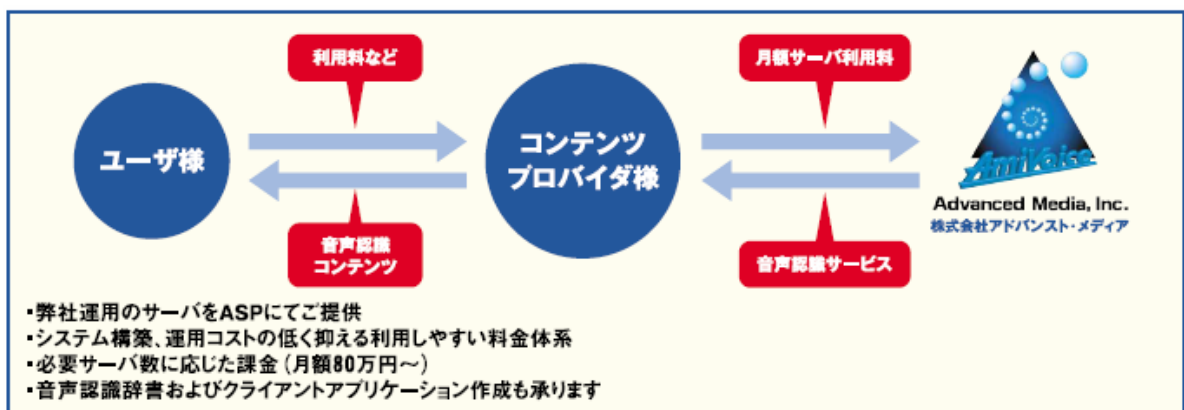 利用料など
月額サーバ利用料
ユーザ様
コンテンツ
プロバイダ様
AmiVoice
Advanced Media, Inc.
株式会社アドバンスト・メディア
音声認識
コンテンツ
音声認識サービス
・弊社運用のサーバをASPにてご提供
・システム構築、運用コストの低く抑える利用しやすい料金体系
・必要サーバ数に応じた課金(月額80万円～)
・音声認識辞書およびクライアントアプリケーション作成も承ります